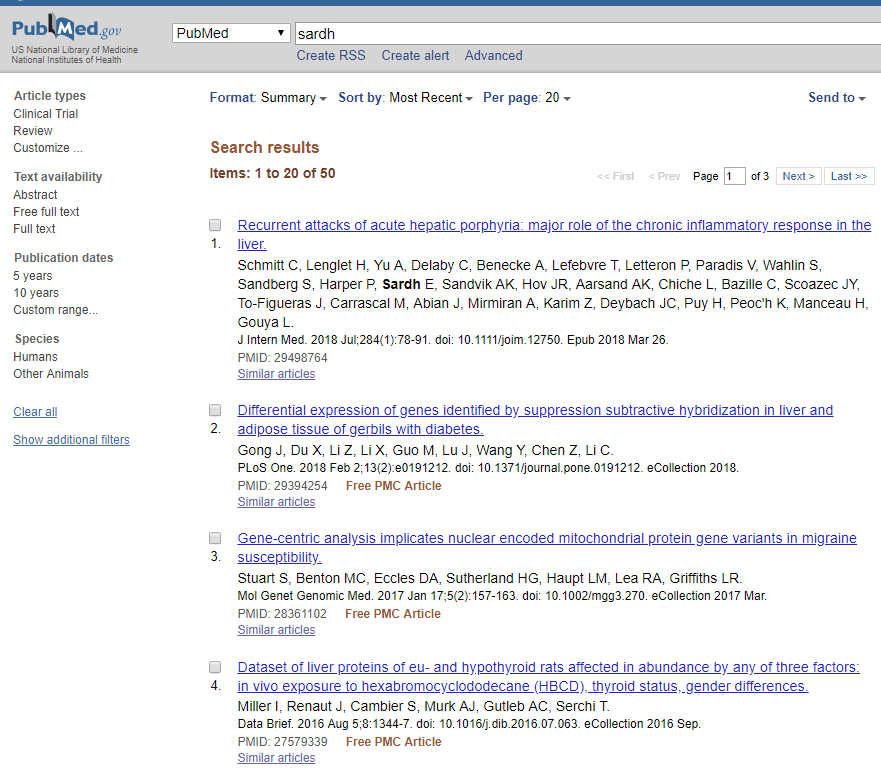 PubMed.gov
US National Library of Medicine
National Institutes of Health
PubMed
sardh
Create RSS Create alert Advanced
Article types
Clinical Trial
Review
Customize ...
Text availability
Abstract
Free full text
Full text
Publication dates
5 years
10 years
Custom range...
Species
Humans
Other Animals
Clear all
Show additional filters
Format: Summary Sort by: Most Recent Per page: 20 Send to
Search results
Items: 1 to 20 of 50
<< First < Prev Page 1 of 3 Next > Last >>
Recurrent attacks of acute hepatic porphyria: major role of the chronic inflammatory response in the
1. liver.
Schmitt C, Lenglet H, Yu A, Delaby C, Benecke A, Lefebvre T, Letteron P, Paradis V, Wahlin S,
Sandberg S, Harper P, Sardh E, Sandvik AK, Hov JR, Aarsand AK, Chiche L, Bazille C, Scoazec JY,
To-Figueras J, Carrascal M, Abian J, Mirmiran A, Karim Z, Deybach JC, Puy H, Peoc'h K, Manceau H,
Gouya L.
J Intern Med. 2018 Jul;284(1):78-91. doi: 10.1111/joim.12750. Epub 2018 Mar 26.
PMID: 29498764
Similar articles
Differential expression of genes identified by suppression subtractive hybridization in liver and
2. adipose tissue of gerbils with diabetes.
Gong J, Du X, Li Z, Li X, Guo M, Lu J, Wang Y, Chen Z, Li C.
PLoS One. 2018 Feb 2;13(2):e0191212. doi: 10.1371/journal.pone.0191212. eCollection 2018.
PMID: 29394254 Free PMC Article
Similar articles
Gene-centric analysis implicates nuclear encoded mitochondrial protein gene variants in migraine
3. susceptibility.
Stuart S, Benton MC, Eccles DA, Sutherland HG, Haupt LM, Lea RA, Griffiths LR.
Mol Genet Genomic Med. 2017 Jan 17;5(2):157-163. doi: 10.1002/mgg3.270. eCollection 2017 Mar.
PMID: 28361102 Free PMC Article
Similar articles
Dataset of liver proteins of eu- and hypothyroid rats affected in abundance by any of three factors:
4. in vivo exposure to hexabromocyclododecane (HBCD), thyroid status, gender differences.
Miller I, Renaut J, Cambier S, Murk AJ, Gutleb AC, Serchi T.
Data Brief. 2016 Aug 5;8:1344-7. doi: 10.1016/j.dib.2016.07.063. eCollection 2016 Sep.
PMID: 27579339 Free PMC Article
Similar articles